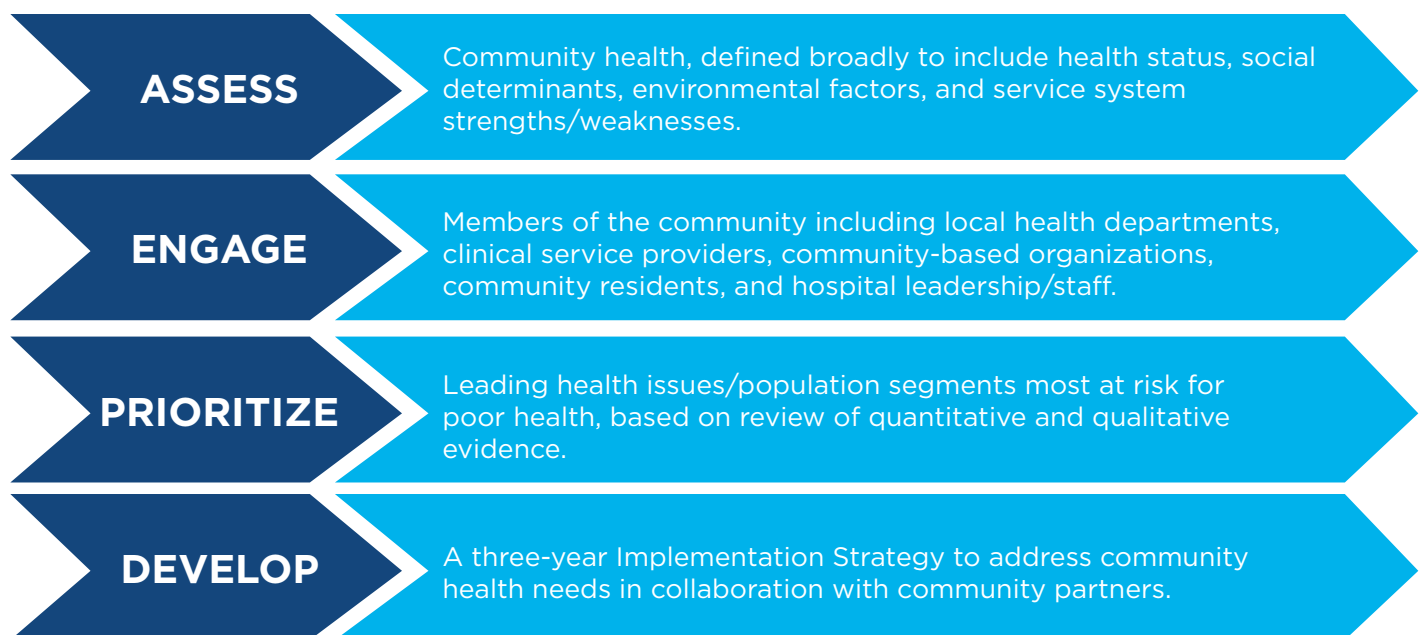 ASSESS
Community health, defined broadly to include health status, social
determinants, environmental factors, and service system
strengths/weaknesses.
ENGAGE
Members of the community including local health departments,
clinical service providers, community-based organizations,
community residents, and hospital leadership/staff.
PRIORITIZE
Leading health issues/population segments most at risk for
poor health, based on review of quantitative and qualitative
evidence.
DEVELOP
A three-year Implementation Strategy to address community
health needs in collaboration with community partners.